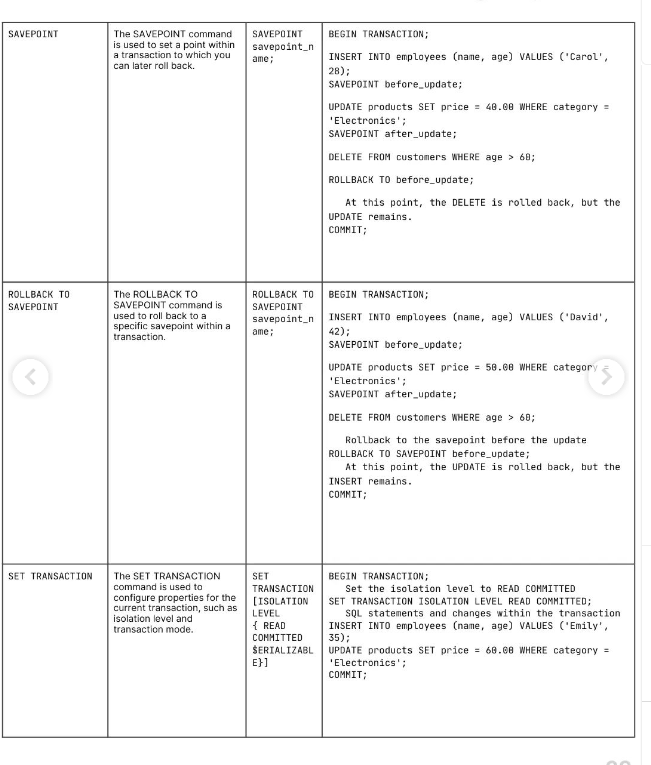 SAVEPOINT
The SAVEPOINT command
is used to set a point within
a transaction to which you
can later roll back.
SAVEPOINT
savepoint_n
ame;
BEGIN TRANSACTION;
INSERT INTO employees (name, age) VALUES ('Carol',
28);
SAVEPOINT before_update;
UPDATE products SET price = 40.00 WHERE category =
'Electronics';
SAVEPOINT after_update;
DELETE FROM customers WHERE age > 60;
ROLLBACK TO before_update;
At this point, the DELETE is rolled back, but the
UPDATE remains.
COMMIT;
ROLLBACK TO
SAVEPOINT
The ROLLBACK TO
SAVEPOINT command is
used to roll back to a
specific savepoint within a
transaction.
ROLLBACK TO
SAVEPOINT
savepoint_n
ame;
BEGIN TRANSACTION;
INSERT INTO employees (name, age) VALUES ('David',
42);
SAVEPOINT before_update;
UPDATE products SET price = 50.00 WHERE category =
'Electronics';
SAVEPOINT after_update;
DELETE FROM customers WHERE age > 60;
Rollback to the savepoint before the update
ROLLBACK TO SAVEPOINT before_update;
At this point, the UPDATE is rolled back, but the
INSERT remains.
COMMIT;
SET TRANSACTION
The SET TRANSACTION
command is used to
configure properties for the
current transaction, such as
isolation level and
transaction mode.
SET
TRANSACTION
[ISOLATION
LEVEL
{ READ
COMMITTED
$ERIALIZABL
E}]
BEGIN TRANSACTION;
Set the isolation level to READ COMMITTED
SET TRANSACTION ISOLATION LEVEL READ COMMITTED;
SQL statements and changes within the transaction
INSERT INTO employees (name, age) VALUES ('Emily',
35);
UPDATE products SET price = 60.00 WHERE category =
'Electronics';
COMMIT;